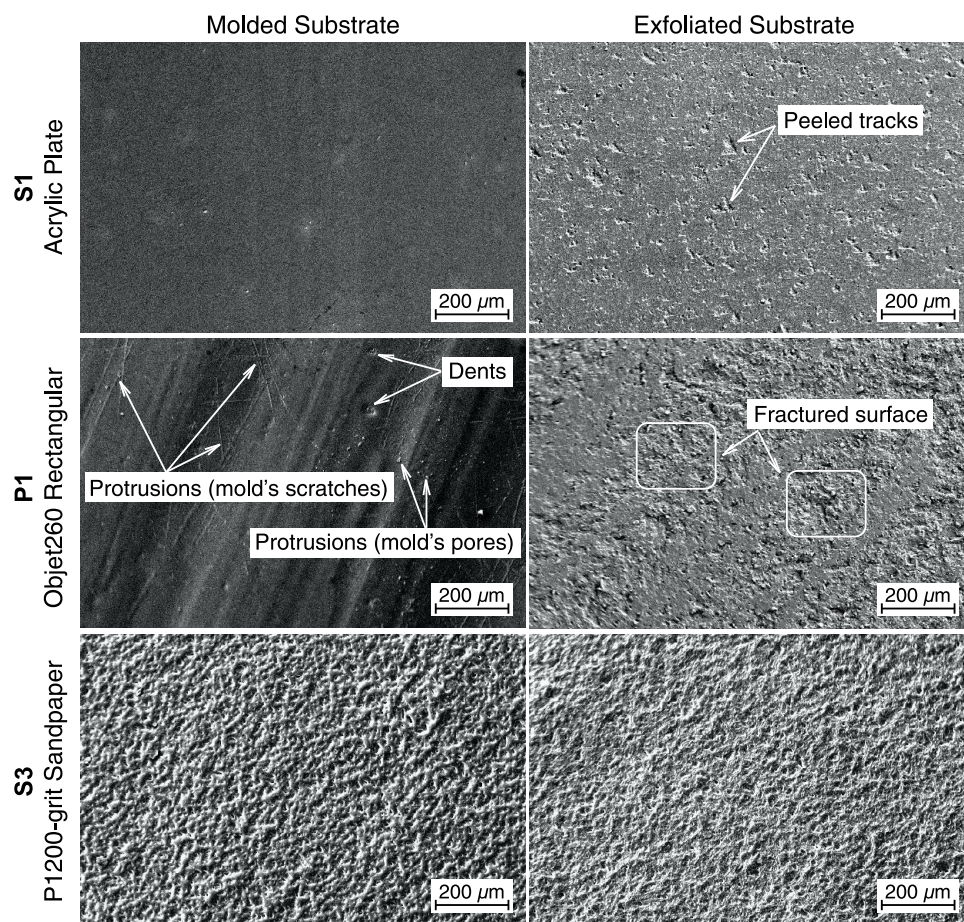 Molded Substrate
Exfoliated Substrate
S1
Acrylic Plate
Peeled tracks
200 µm
200 µm
P1
Objet260 Rectangular
Dents
Protrusions (mold's scratches)
Protrusions (mold's pores)
200 µm
Fractured surface
200 µm
S3
P1200-grit Sandpaper
200 µm
200 µm